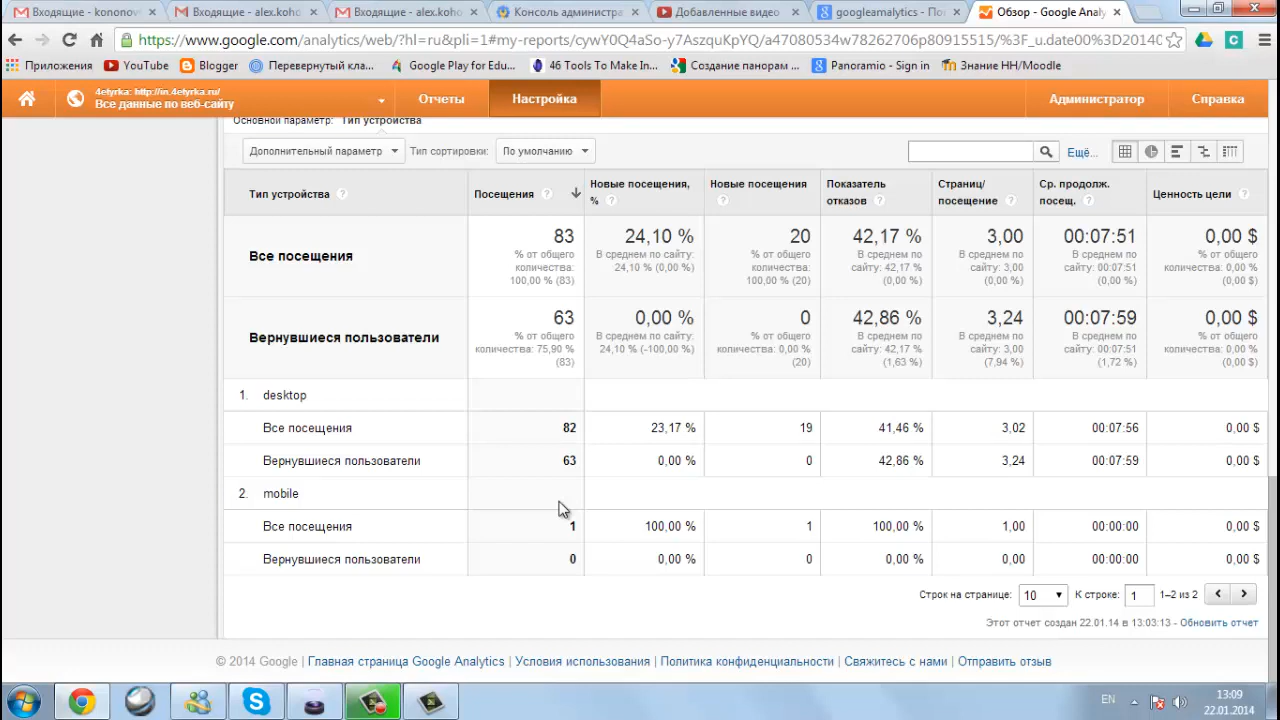 Входящие - kononov
Входящие - alex.koho
Входящие - alex.koho
Консоль администра
Добавленные видео
googleamalytics - По
Обзор - Google Analy
https://www.google.com/analytics/web/?hl=ru&pli=1#my-reports/cywY0Q4aSo-y7AszquKpYQ/a47080534w78262706p80915515/%3F_u.date00%3D20140
Приложения
YouTube
Blogger
Перевернутый кла...
Google Play for Edu...
46 Tools To Make In...
Создание панорам ...
Panoramio - Sign in
Знание НН/Moodle
4etyrka: http://in.4etyrka.ru/
Все данные по веб-сайту
Отчеты
Настройка
Администратор
Справка
Основной параметр: Тип устройства
Дополнительный параметр
Тип сортировки:
По умолчанию
Ещё...
Тип устройства ?
Посещения ?
Новые посещения, % ?
Новые посещения ?
Показатель отказов ?
Страниц/ посещение ?
Ср. продолж. посещ. ?
Ценность цели ?
Все посещения
83
% от общего
количества:
100,00 % (83)
24,10 %
В среднем по сайту:
24,10 % (0,00 %)
20
% от общего
количества:
100,00 % (20)
42,17 %
В среднем по
сайту: 42,17 %
(0,00 %)
3,00
В среднем по
сайту: 3,00
(0,00 %)
00:07:51
В среднем по
сайту: 00:07:51
(0,00 %)
0,00 $
% от общего
количества: 0,00 %
(0,00 $)
Вернувшиеся пользователи
63
% от общего
количества: 75,90 %
(83)
0,00 %
В среднем по сайту:
24,10 % (-100,00 %)
0
% от общего
количества: 0,00 %
(20)
42,86 %
В среднем по
сайту: 42,17 %
(1,63 %)
3,24
В среднем по
сайту: 3,00
(7,94 %)
00:07:59
В среднем по
сайту: 00:07:51
(1,72 %)
0,00 $
% от общего
количества: 0,00 %
(0,00 $)
1. desktop
Все посещения 82 23,17 % 19 41,46 % 3,02 00:07:56 0,00 $
Вернувшиеся пользователи 63 0,00 % 0 42,86 % 3,24 00:07:59 0,00 $
2. mobile
Все посещения 1 100,00 % 1 100,00 % 1,00 00:00:00 0,00 $
Вернувшиеся пользователи 0 0,00 % 0 0,00 % 0,00 00:00:00 0,00 $
Строк на странице: 10 К строке: 1 1–2 из 2
Этот отчет создан 22.01.14 в 13:03:13 - Обновить отчет
© 2014 Google | Главная страница Google Analytics | Условия использования | Политика конфиденциальности | Свяжитесь с нами | Отправить отзыв
EN
13:09
22.01.2014